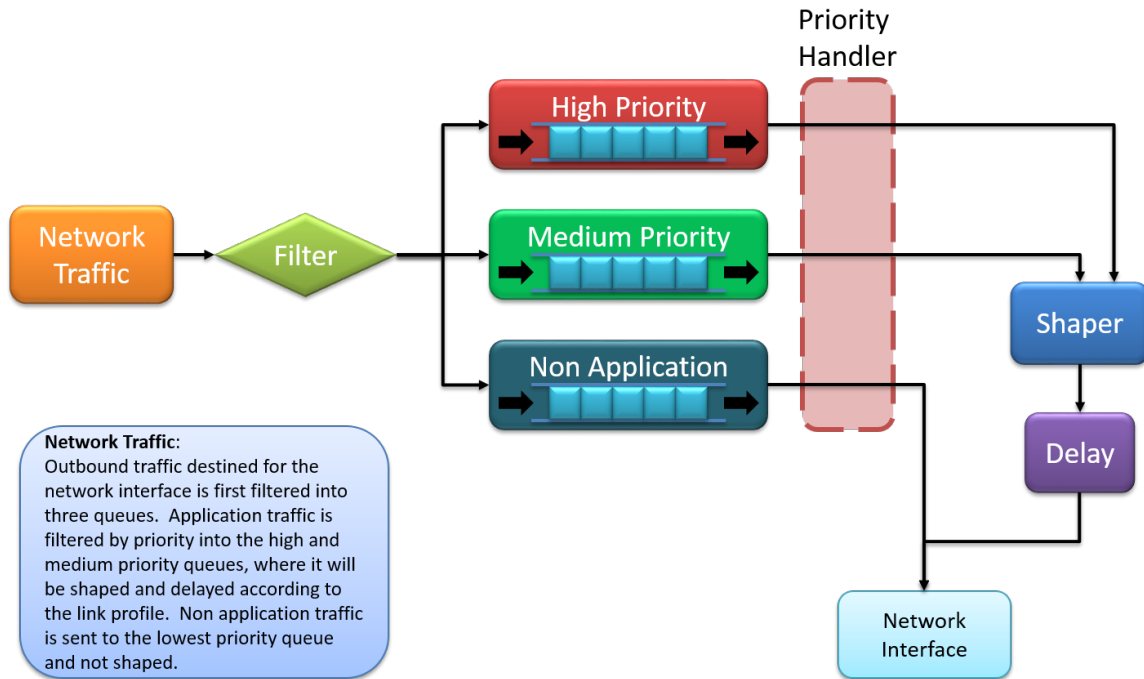 Priority
Handler
High Priority
Network
Traffic
Filter
Medium Priority
Shaper
Non Application
Delay
Network Traffic:
Outbound traffic destined for the
network interface is first filtered into
three queues.  Application traffic is
filtered by priority into the high and
medium priority queues, where it will
be shaped and delayed according to
the link profile.  Non application traffic
is sent to the lowest priority queue
and not shaped.
Network
Interface